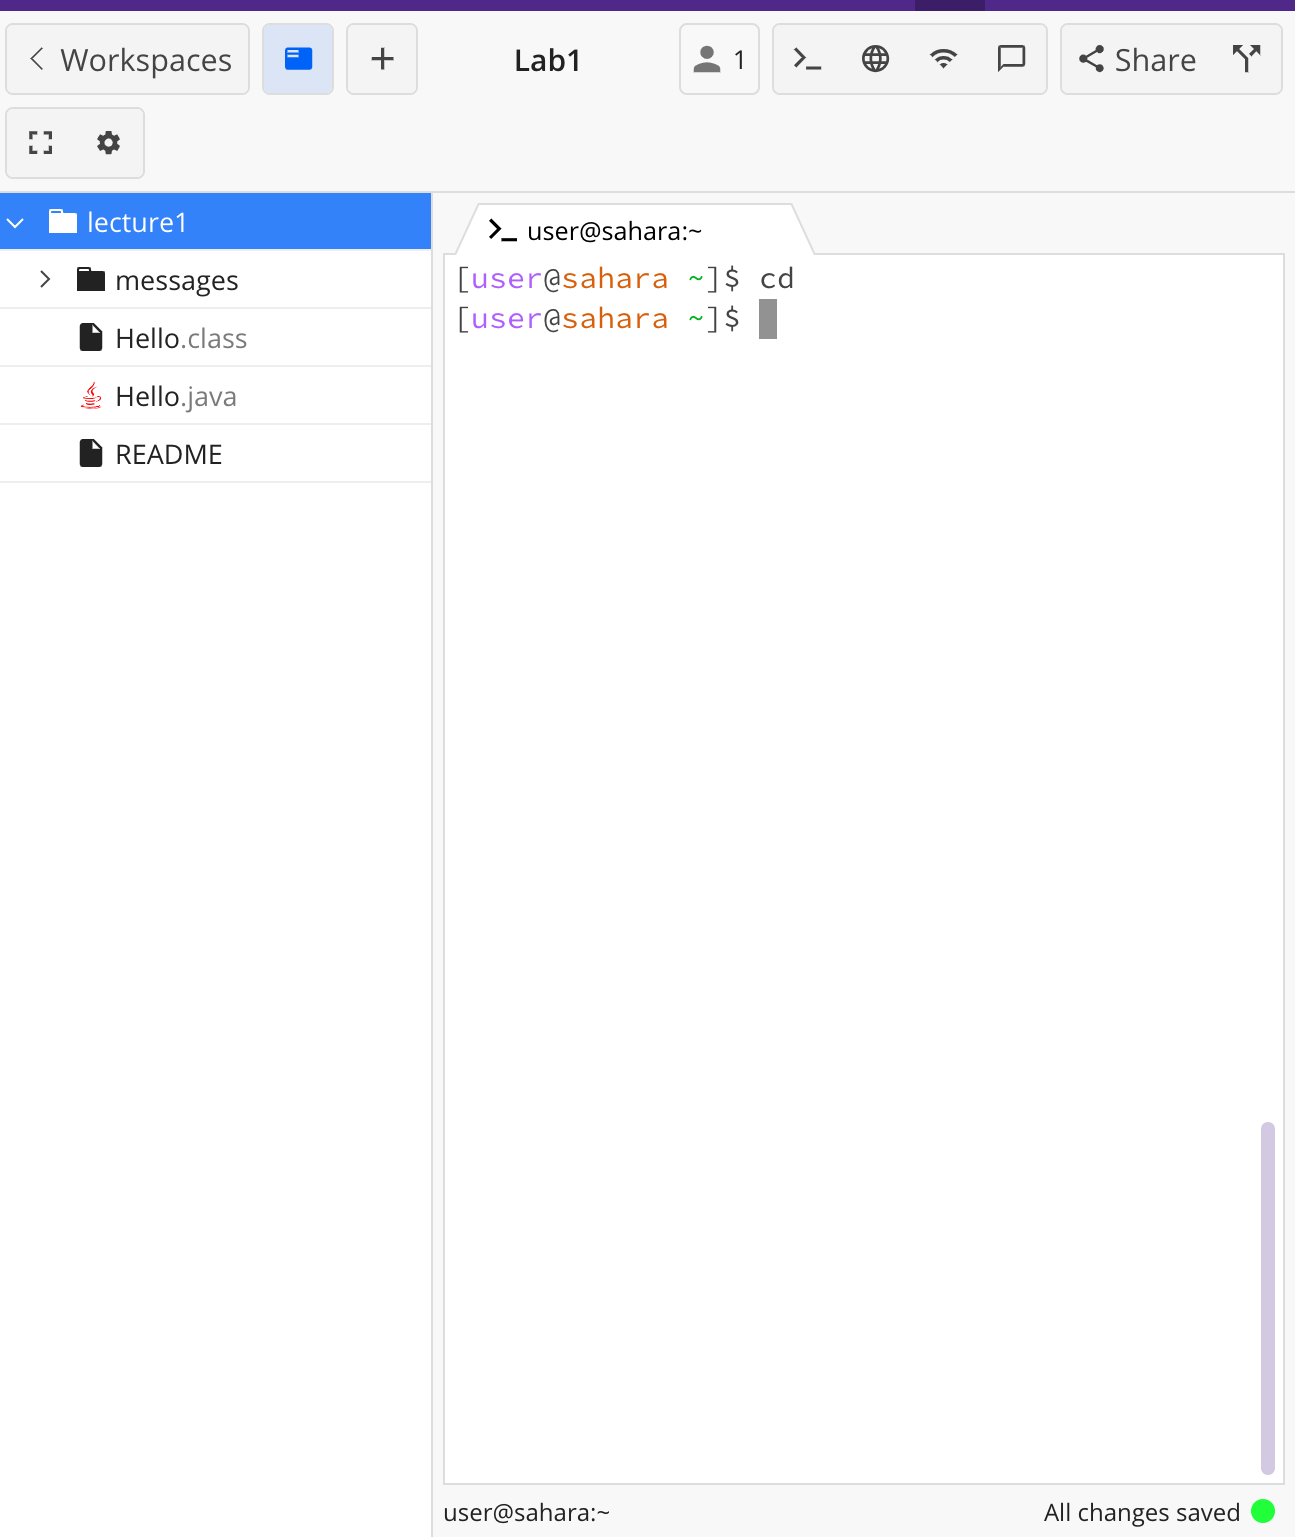 Workspaces
Lab1
1
Share
lecture1
messages
Hello.class
Hello.java
README
user@sahara:~
[user@sahara ~]$ cd
[user@sahara ~]$
user@sahara:~
All changes saved